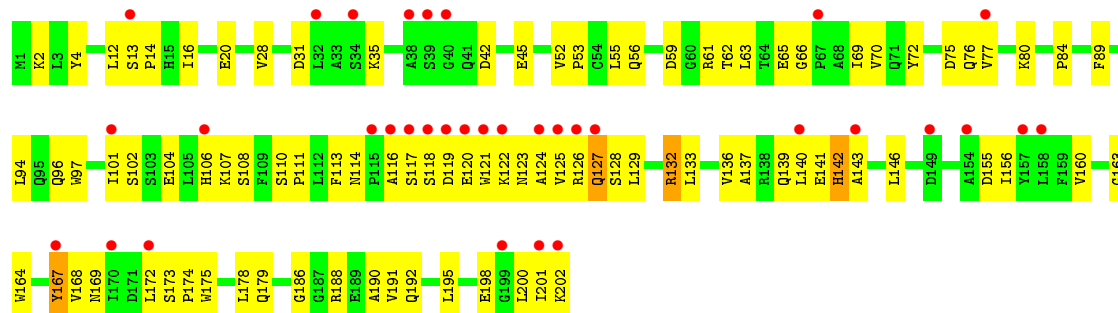 M1 K2 L3 Y4 L12 S13 P14 H15 I16 E20 V28 D31 L32 A33 S34 K35 A38 S39 G40 Q41 D42 E45 V52 P53 C54 L55 Q56 D59 G60 R61 T62 L63 T64 E65 G66 P67 A68 I69 V70 Q71 Y72 D75 Q76 V77 K80 P84 F89
L94 Q95 Q96 W97 I101 S102 S103 E104 L105 H106 K107 S108 F109 S110 P111 L112 F113 N114 P115 A116 S117 S118 D119 E120 W121 K122 N123 A124 V125 R126 Q127 S128 L129 R132 L133 V136 A137 R138 Q139 L140 E141 H142 A143 L146 D149 A154 D155 I156 Y157 L158 F159 V160 G163
W164 Y167 V168 N169 I170 D171 L172 S173 P174 W175 L178 Q179 G186 G187 R188 E189 A190 V191 Q192 L195 E198 G199 L200 I201 K202